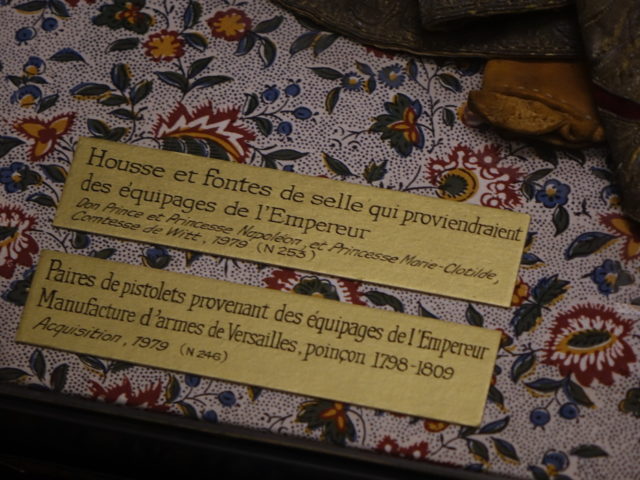 Housse et fontes de selle qui proviendraient
des équipages de l'Empereur
Don Prince et Princesse Napoléon, et Princesse Marie-Clotilde,
Comtesse de Witt, 1979 (N 253)
Paires de pistolets provenant des équipages de l'Empereur
Manufacture d'armes de Versailles, poinçon 1798-1809
Acquisition, 1979 (N 246)